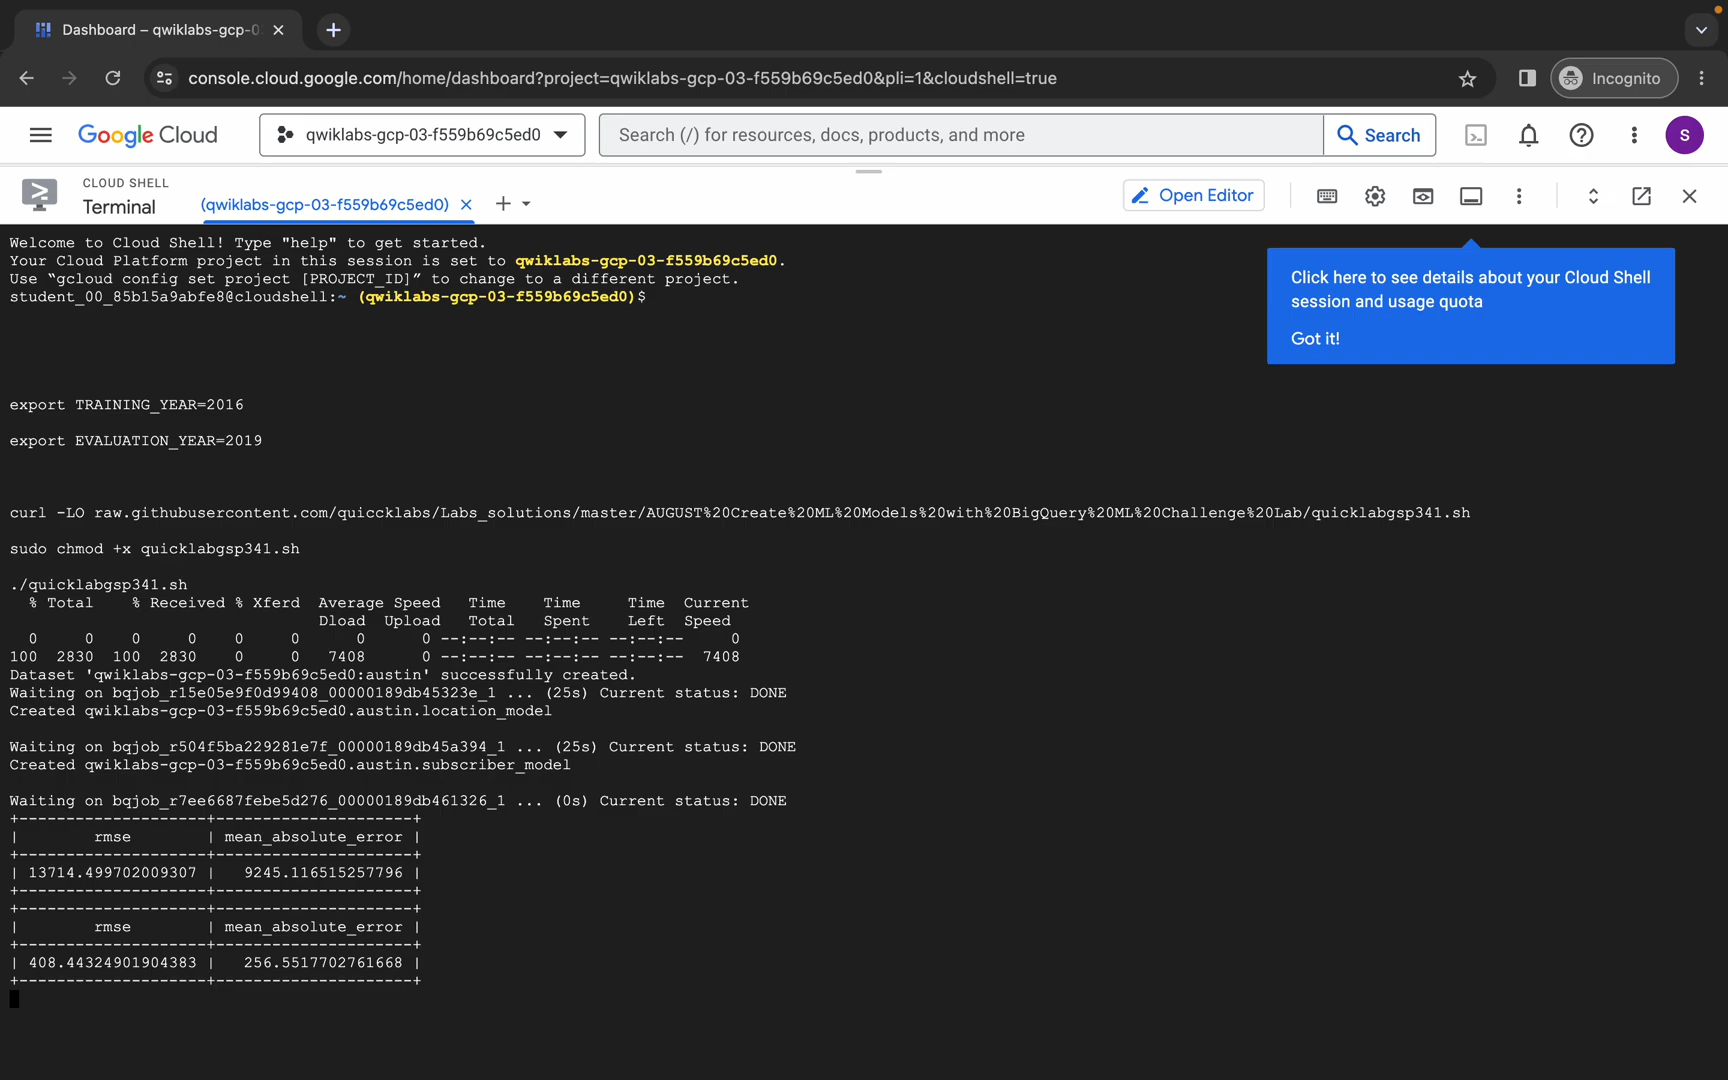 Dashboard – qwiklabs-gcp-0
console.cloud.google.com/home/dashboard?project=qwiklabs-gcp-03-f559b69c5ed0&pli=1&cloudshell=true
Incognito
Google Cloud
qwiklabs-gcp-03-f559b69c5ed0
Search (/) for resources, docs, products, and more
Search
S
CLOUD SHELL
Terminal
(qwiklabs-gcp-03-f559b69c5ed0)
Open Editor
Welcome to Cloud Shell! Type "help" to get started.
Your Cloud Platform project in this session is set to qwiklabs-gcp-03-f559b69c5ed0.
Use “gcloud config set project [PROJECT_ID]” to change to a different project.
student_00_85b15a9abfe8@cloudshell:~ (qwiklabs-gcp-03-f559b69c5ed0)$
Click here to see details about your Cloud Shell
session and usage quota
Got it!
export TRAINING_YEAR=2016
export EVALUATION_YEAR=2019
curl -LO raw.githubusercontent.com/quiccklabs/Labs_solutions/master/AUGUST%20Create%20ML%20Models%20with%20BigQuery%20ML%20Challenge%20Lab/quicklabgsp341.sh
sudo chmod +x quicklabgsp341.sh
./quicklabgsp341.sh
% Total    % Received % Xferd  Average Speed   Time    Time     Time  Current
Dload  Upload   Total   Spent    Left  Speed
0     0    0     0    0     0      0      0 --:--:-- --:--:-- --:--:--     0
100  2830  100  2830    0     0   7408      0 --:--:-- --:--:-- --:--:--  7408
Dataset 'qwiklabs-gcp-03-f559b69c5ed0:austin' successfully created.
Waiting on bqjob_r15e05e9f0d99408_00000189db45323e_1 ... (25s) Current status: DONE
Created qwiklabs-gcp-03-f559b69c5ed0.austin.location_model
Waiting on bqjob_r504f5ba229281e7f_00000189db45a394_1 ... (25s) Current status: DONE
Created qwiklabs-gcp-03-f559b69c5ed0.austin.subscriber_model
Waiting on bqjob_r7ee6687febe5d276_00000189db461326_1 ... (0s) Current status: DONE
+--------------------+---------------------+
|        rmse        | mean_absolute_error |
+--------------------+---------------------+
| 13714.499702009307 |   9245.116515257796 |
+--------------------+---------------------+
+--------------------+---------------------+
|        rmse        | mean_absolute_error |
+--------------------+---------------------+
| 408.44324901904383 |   256.5517702761668 |
+--------------------+---------------------+